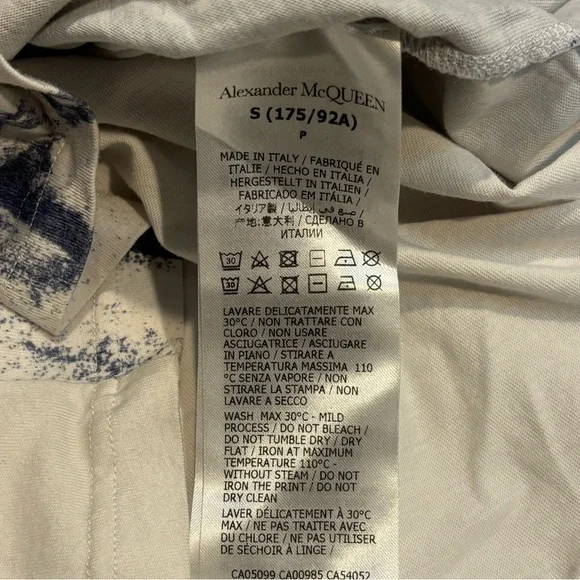 Alexander McQUEEN
S (175/92A)
P
MADE IN ITALY / FABRIQUÉ EN
ITALIE / HECHO EN ITALIA /
HERGESTELLT IN ITALIEN /
FABRICADO EM ITÁLIA /
イタリア製 / صنع في إيطاليا /
产地:意大利 / СДЕЛАНО В
ИТАЛИИ
30
30
LAVARE DELICATAMENTE MAX
30°C / NON TRATTARE CON
CLORO / NON USARE
ASCIUGATRICE / ASCIUGARE
IN PIANO / STIRARE A
TEMPERATURA MASSIMA 110
°C SENZA VAPORE / NON
STIRARE LA STAMPA / NON
LAVARE A SECCO
WASH MAX 30°C - MILD
PROCESS / DO NOT BLEACH /
DO NOT TUMBLE DRY / DRY
FLAT / IRON AT MAXIMUM
TEMPERATURE 110°C -
WITHOUT STEAM / DO NOT
IRON THE PRINT / DO NOT
DRY CLEAN
LAVER DÉLICATEMENT À 30°C
MAX / NE PAS TRAITER AVEC
DU CHLORE / NE PAS UTILISER
DE SÉCHOIR À LINGE /
CA05099 CA00985 CA54052